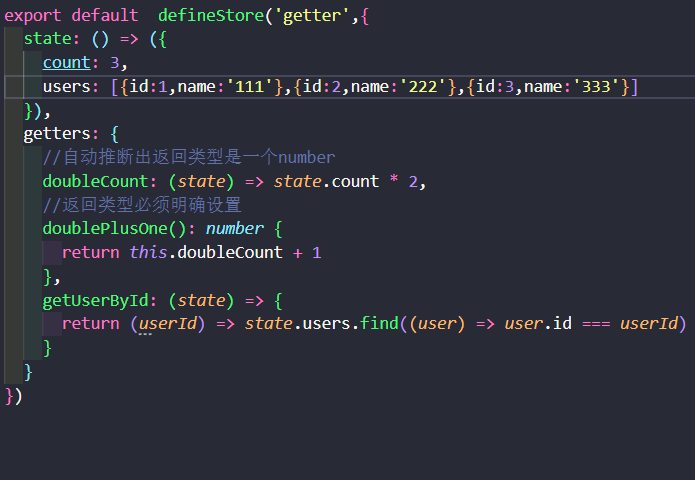 export default  defineStore('getter',{
  state: () => ({
    count: 3,
    users: [{id:1,name:'111'},{id:2,name:'222'},{id:3,name:'333'}]
  }),
  getters: {
    //自动推断出返回类型是一个number
    doubleCount: (state) => state.count * 2,
    //返回类型必须明确设置
    doublePlusOne(): number {
      return this.doubleCount + 1
    },
    getUserById: (state) => {
      return (userId) => state.users.find((user) => user.id === userId)
    }
  }
})